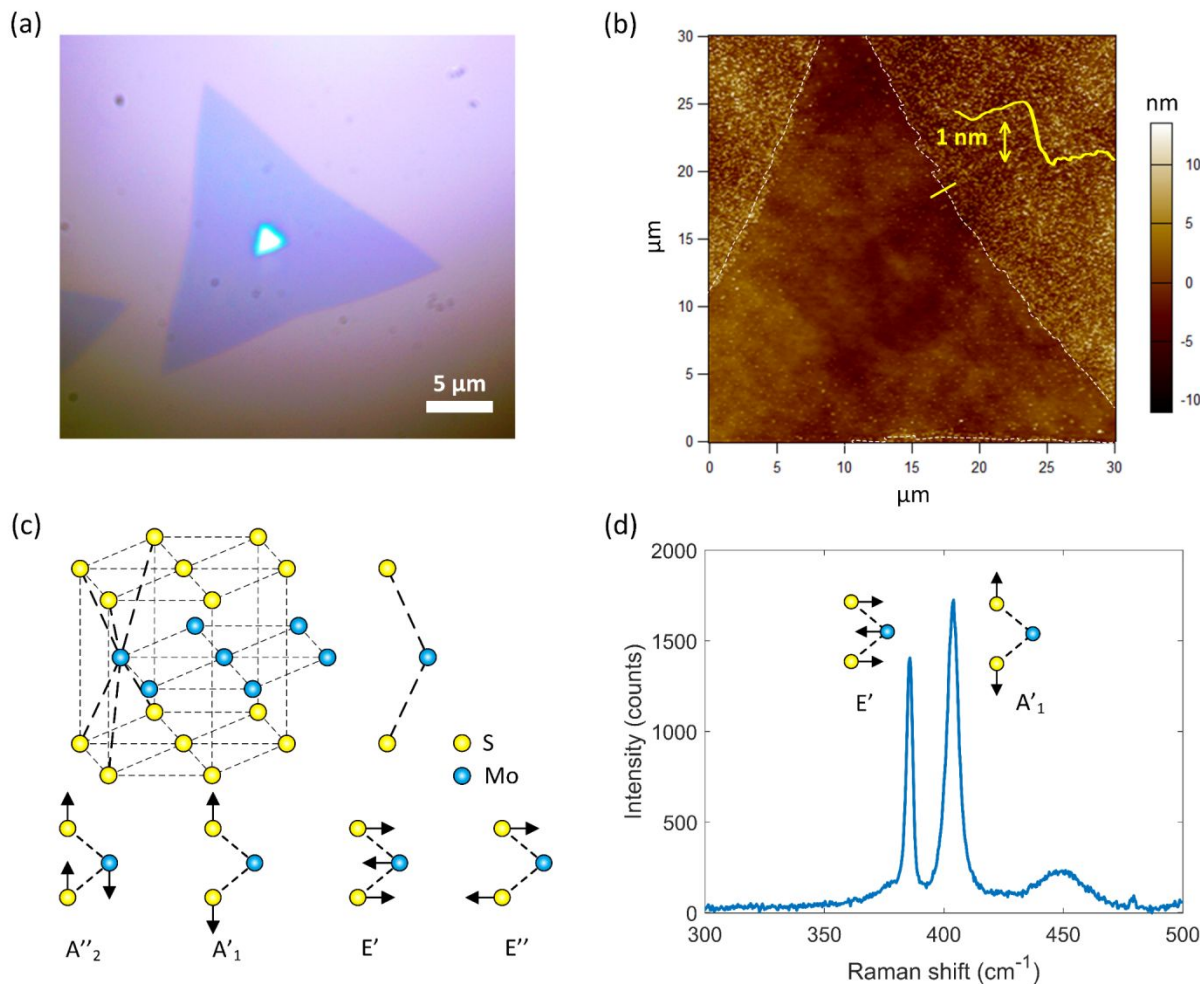 (a)
5 µm
(b)
30
25
20
15
10
5
0
µm
0 5 10 15 20 25 30
µm
1 nm
nm
10
5
0
-5
-10
(c)
S
Mo
A''₂ A'₁ E' E''
(d)
2000
1500
1000
500
0
Intensity (counts)
300 350 400 450 500
Raman shift (cm⁻¹)
E' A'₁